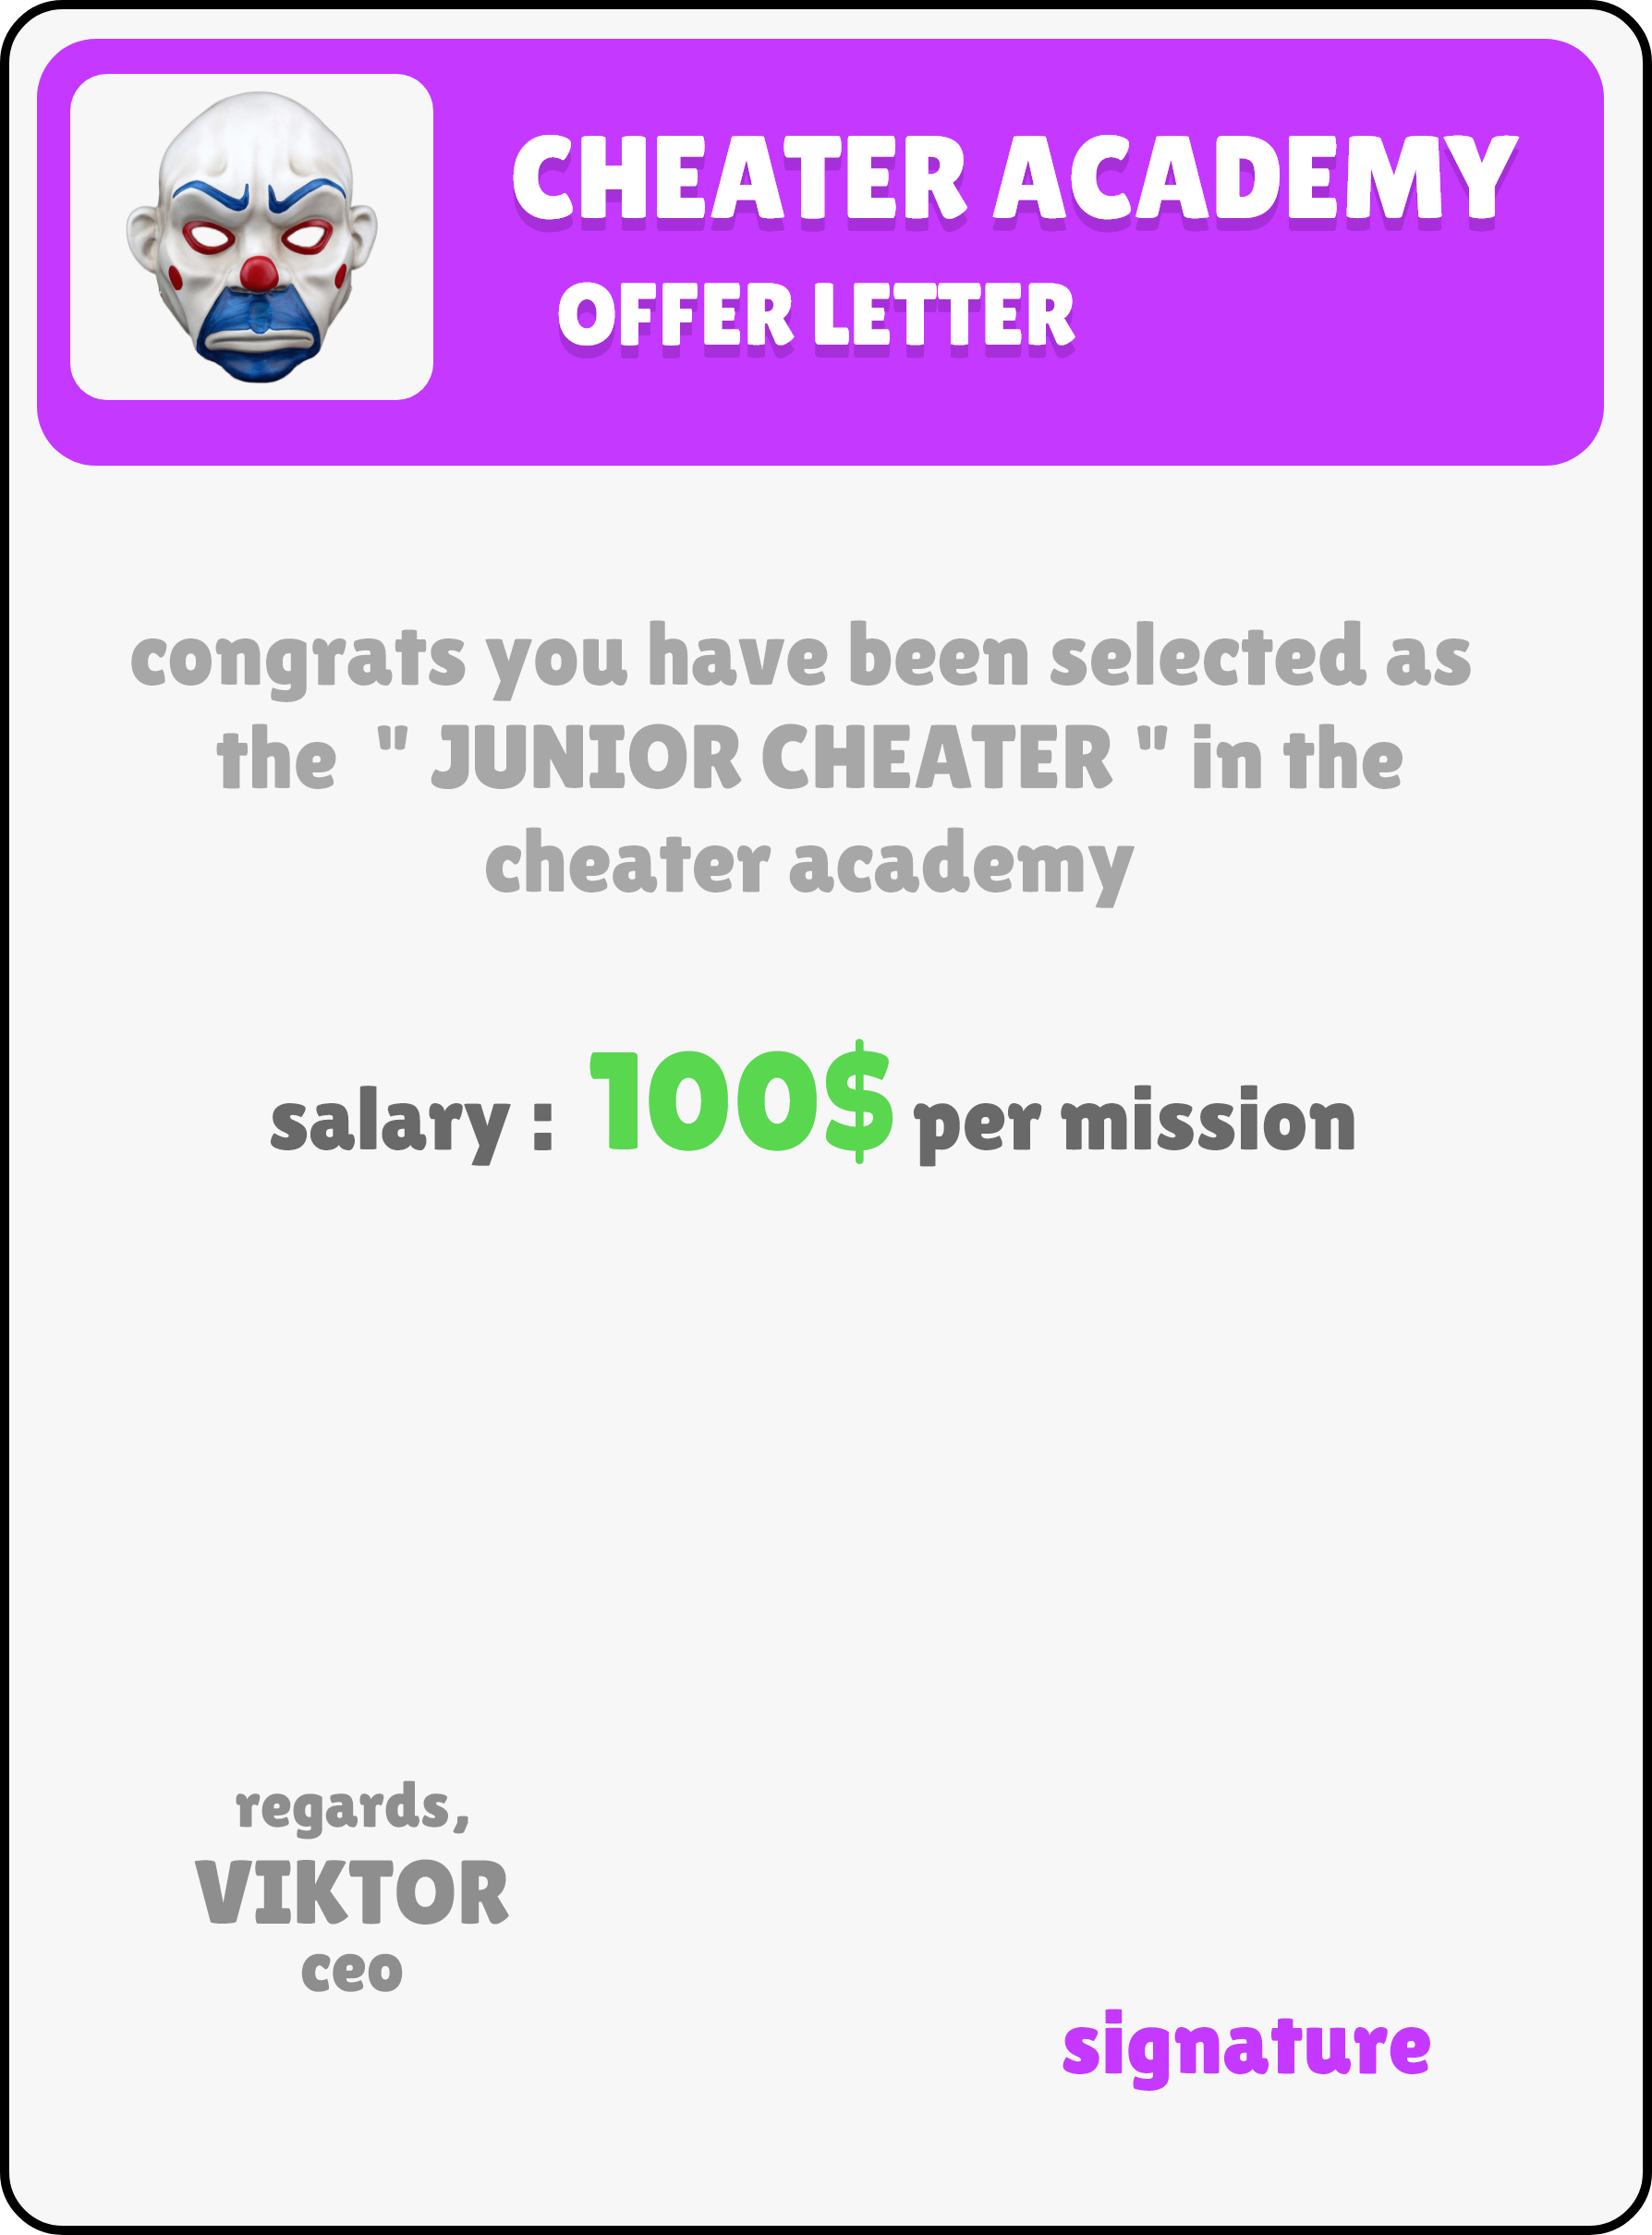 CHEATER ACADEMY
OFFER LETTER
congrats you have been selected as
the " JUNIOR CHEATER " in the
cheater academy
salary : 100$ per mission
regards,
VIKTOR
ceo
signature